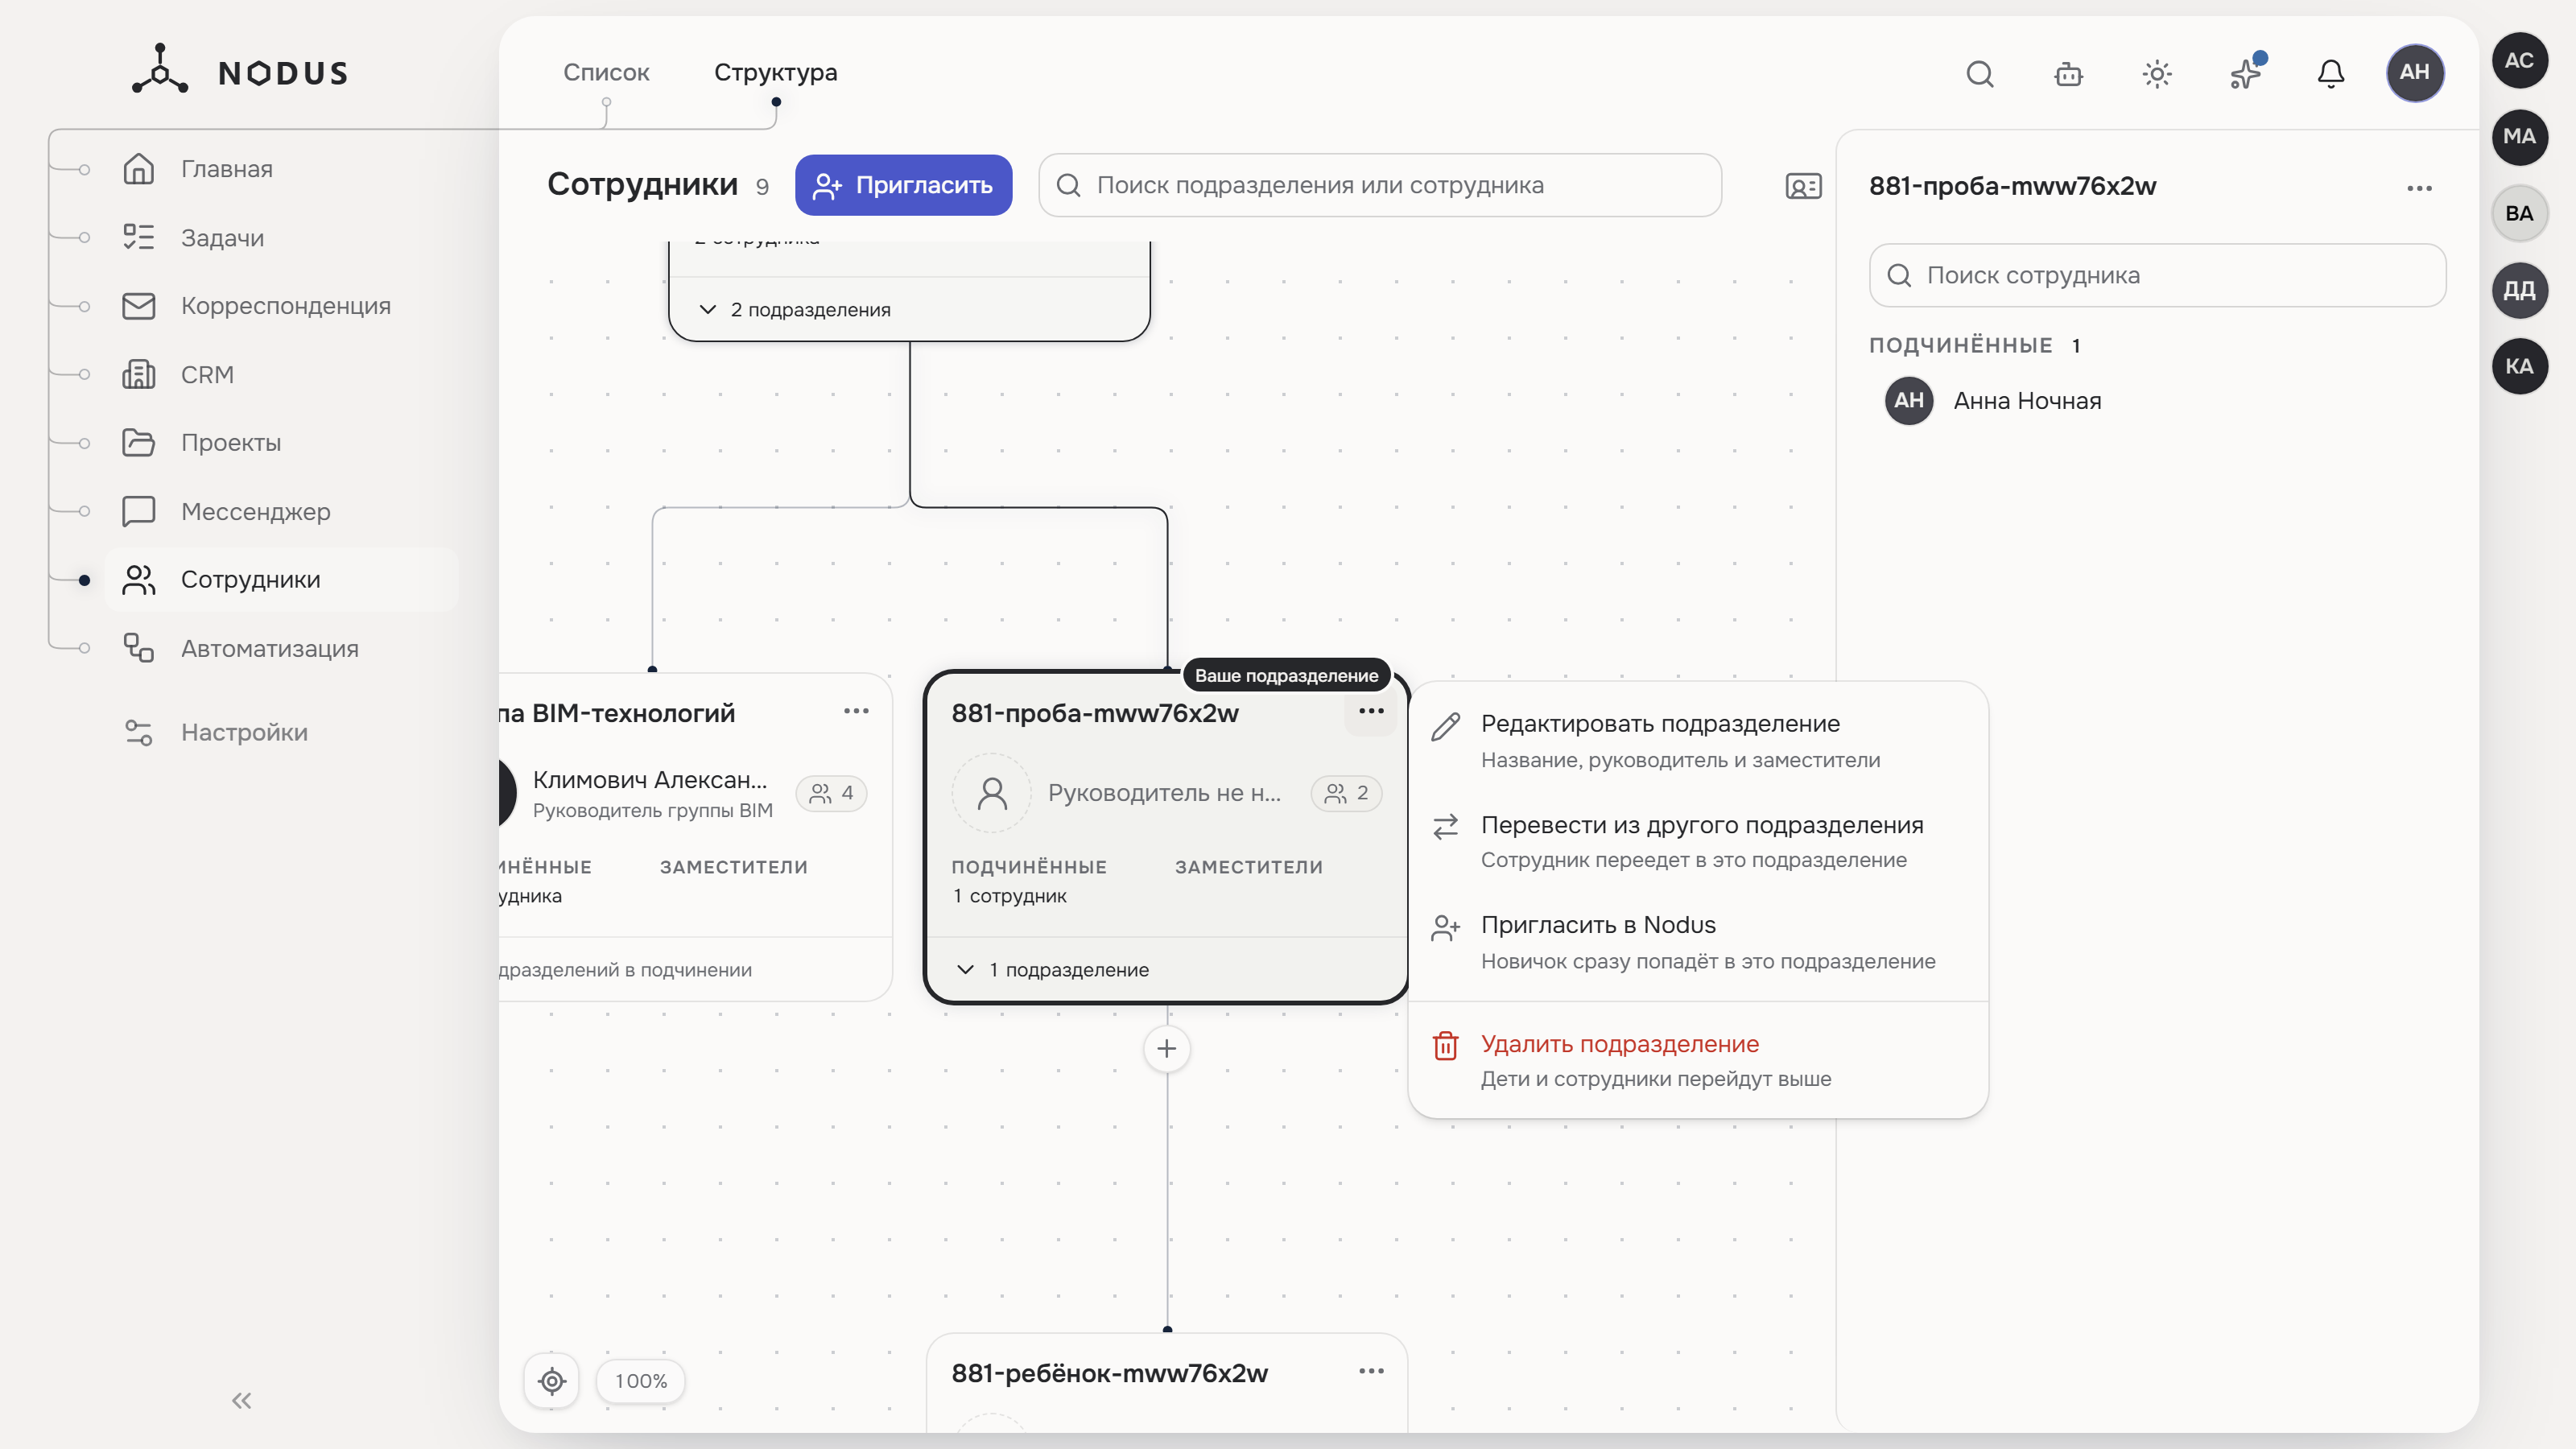 NODUS
Список
Структура
АН
АС
Главная
Задачи
Корреспонденция
CRM
Проекты
Мессенджер
Сотрудники
Автоматизация
Настройки
Сотрудники 9
Пригласить
Поиск подразделения или сотрудника
2 сотрудника
2 подразделения
881-проба-mww76x2w
Поиск сотрудника
ПОДЧИНЁННЫЕ 1
АН Анна Ночная
МА
ВА
ДД
КА
па BIM-технологий
Климович Алексан...
Руководитель группы BIM
4
ЗАМЕСТИТЕЛИ
Ваше подразделение
881-проба-mww76x2w
Руководитель не н...
2
ПОДЧИНЁННЫЕ
ЗАМЕСТИТЕЛИ
1 сотрудник
1 подразделение
Редактировать подразделение
Название, руководитель и заместители
Перевести из другого подразделения
Сотрудник переедет в это подразделение
Пригласить в Nodus
Новичок сразу попадёт в это подразделение
Удалить подразделение
Дети и сотрудники перейдут выше
дразделений в подчинении
881-ребёнок-mww76x2w
100%